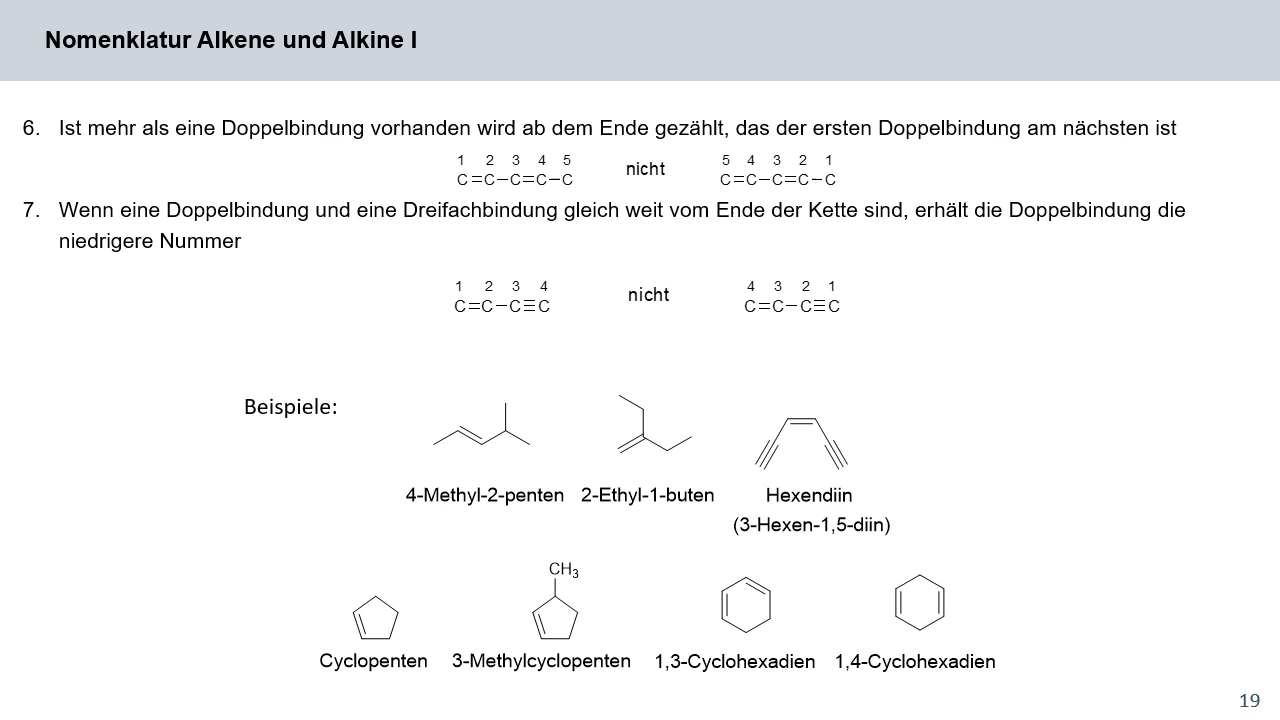 Nomenklatur Alkene und Alkine I
6. Ist mehr als eine Doppelbindung vorhanden wird ab dem Ende gezählt, das der ersten Doppelbindung am nächsten ist
1 2 3 4 5 5 4 3 2 1
C=C–C=C–C nicht C=C–C=C–C
7. Wenn eine Doppelbindung und eine Dreifachbindung gleich weit vom Ende der Kette sind, erhält die Doppelbindung die
niedrigere Nummer
1 2 3 4 4 3 2 1
C=C–C≡C nicht C=C–C≡C
Beispiele:
4-Methyl-2-penten 2-Ethyl-1-buten Hexendiin
(3-Hexen-1,5-diin)
CH₃
Cyclopenten 3-Methylcyclopenten 1,3-Cyclohexadien 1,4-Cyclohexadien
19